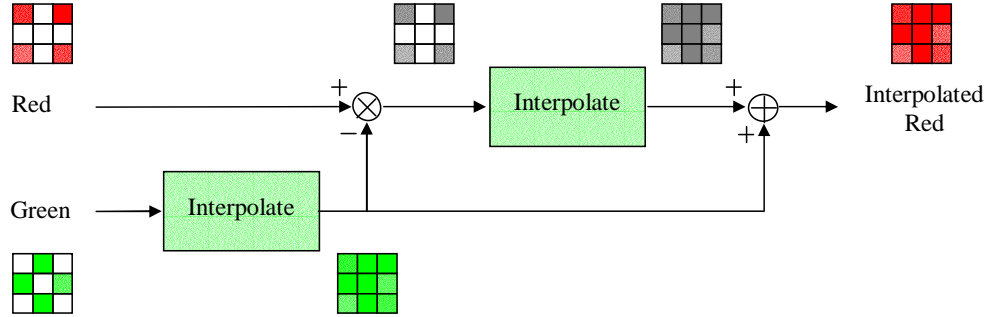 Red
+
−
Interpolate
+
+
Interpolated
Red
Green
Interpolate